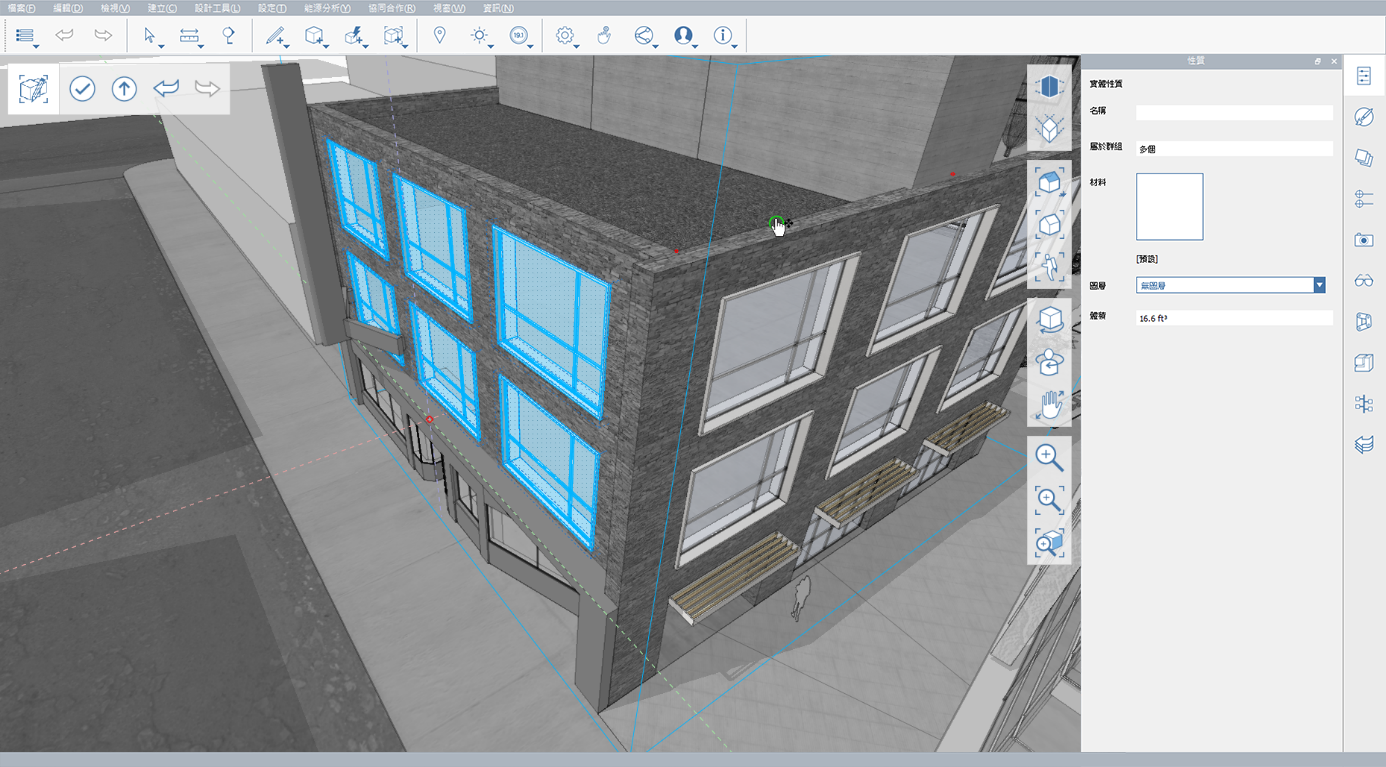 檔案(F) 編輯(D) 檢視(V) 建立(C) 設計工具(L) 設定(T) 能源分析(Y) 協同合作(R) 視窗(W) 資訊(N)
19.1
性質
實體性質
名稱
屬於群組 多個
材料
[預設]
圖層 無圖層
體積 16.6 ft³